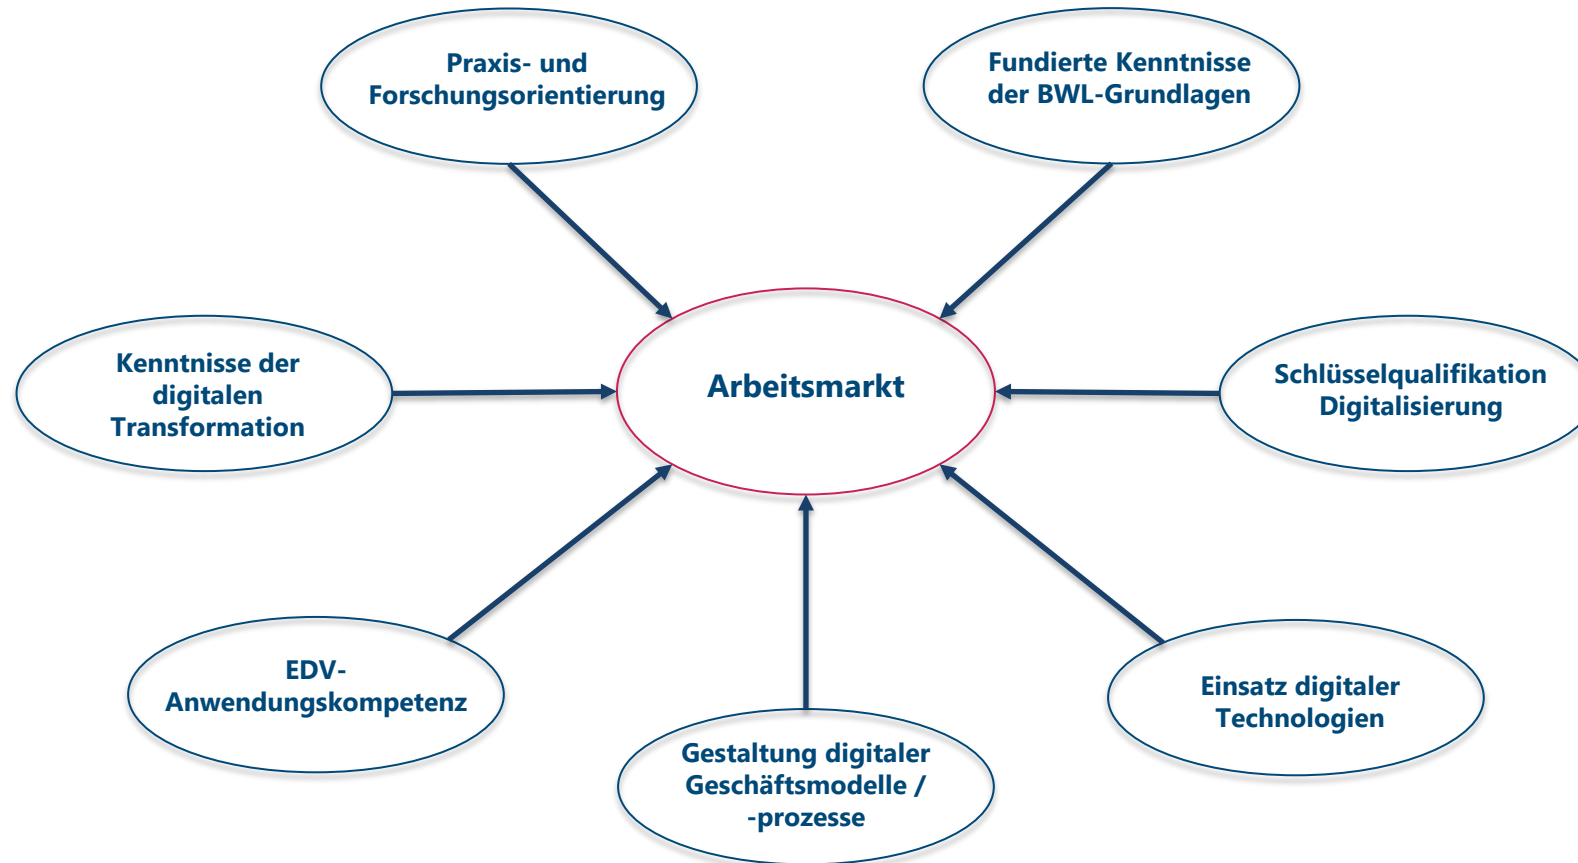 Praxis- und
Forschungsorientierung
Fundierte Kenntnisse
der BWL-Grundlagen
Kenntnisse der
digitalen
Transformation
Arbeitsmarkt
Schlüsselqualifikation
Digitalisierung
EDV-
Anwendungskompetenz
Gestaltung digitaler
Geschäftsmodelle /
-prozesse
Einsatz digitaler
Technologien